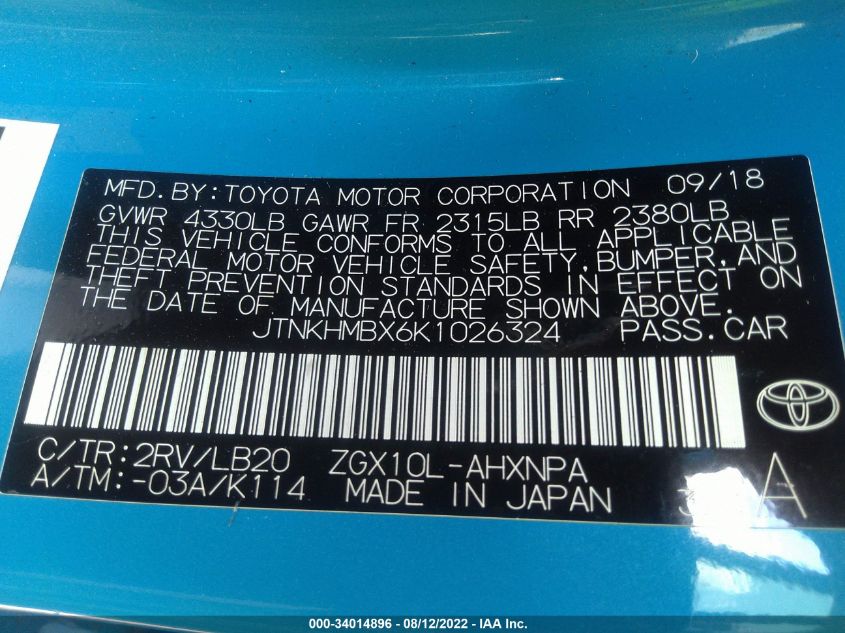 MFD.BY:TOYOTA MOTOR CORPORATION 09/18
GVWR 4330LB GAWR FR 2315LB RR 2380LB
THIS VEHICLE CONFORMS TO ALL APPLICABLE
FEDERAL MOTOR VEHICLE SAFETY,BUMPER,AND
THEFT PREVENTION STANDARDS IN EFFECT ON
THE DATE OF MANUFACTURE SHOWN ABOVE.
JTNKHMBX6K1026324 PASS.CAR
C/TR:2RV/LB20 ZGX10L-AHXNPA
A/TM:-03A/K114 MADE IN JAPAN A
000-34014896 - 08/12/2022 - IAA Inc.